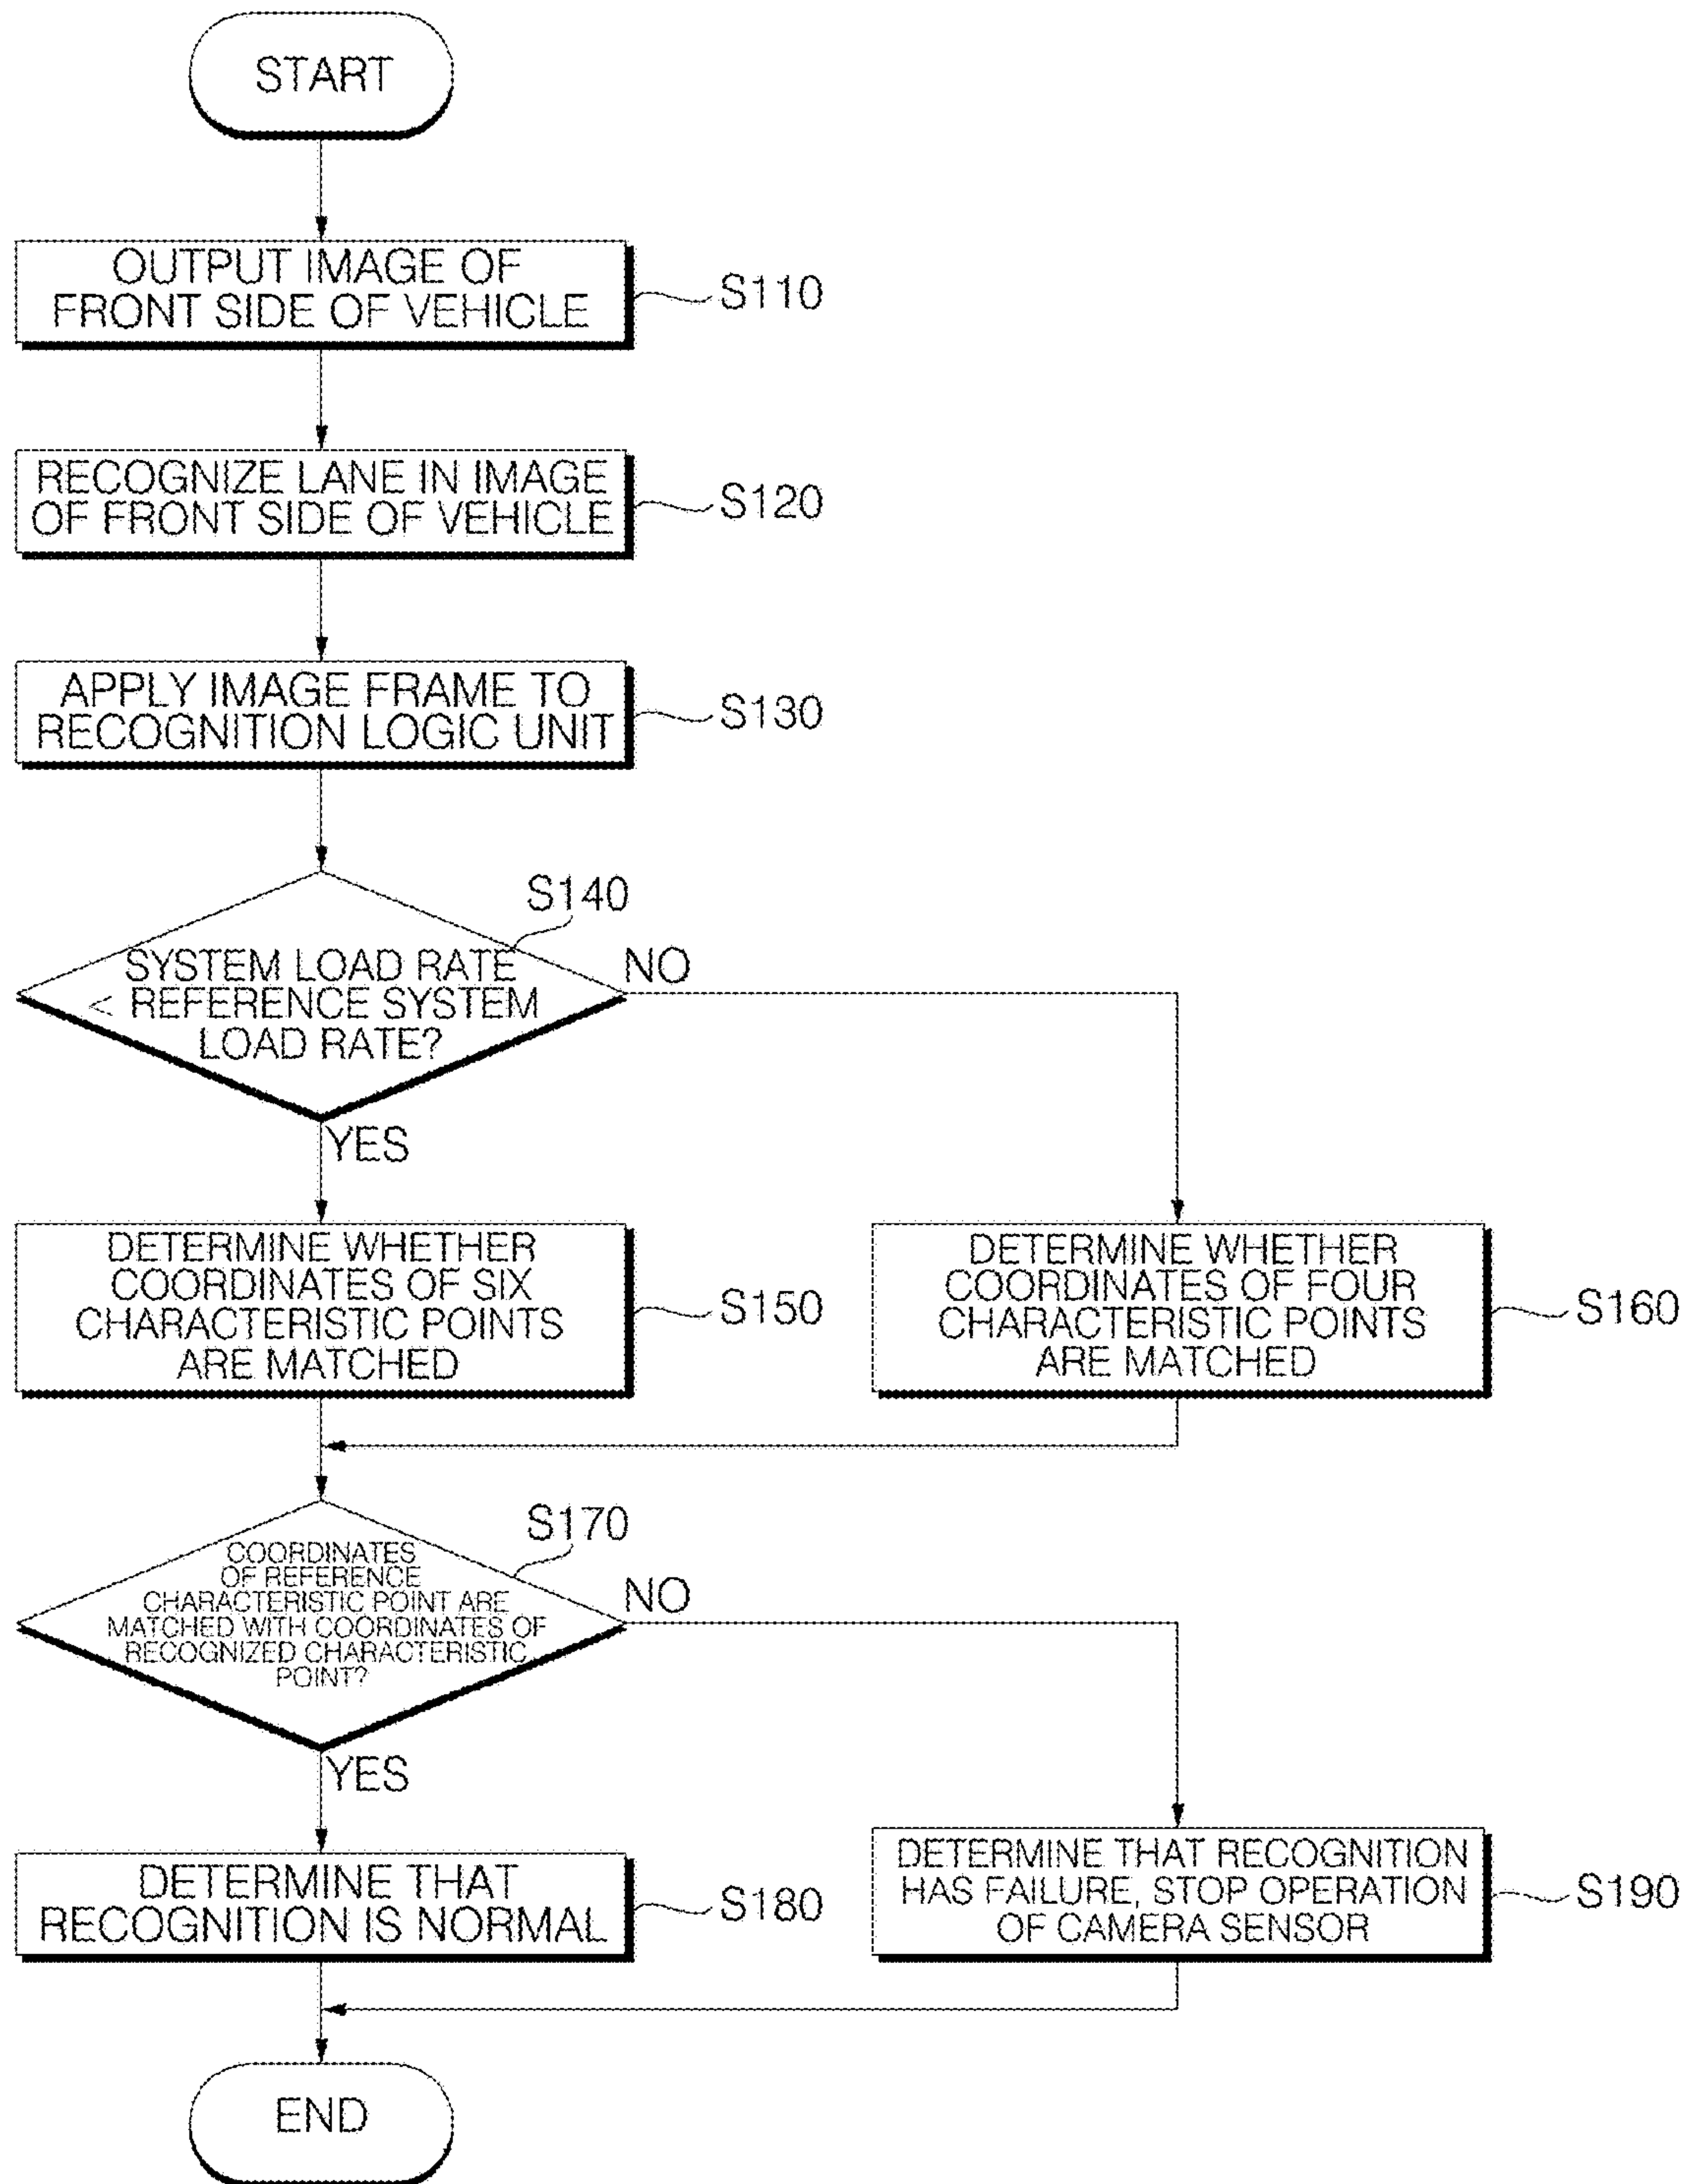 START
OUTPUT IMAGE OF
FRONT SIDE OF VEHICLE
S110
RECOGNIZE LANE IN IMAGE
OF FRONT SIDE OF VEHICLE
S120
APPLY IMAGE FRAME TO
RECOGNITION LOGIC UNIT
S130
S140
SYSTEM LOAD RATE
< REFERENCE SYSTEM
LOAD RATE?
NO
YES
DETERMINE WHETHER
COORDINATES OF SIX
CHARACTERISTIC POINTS
ARE MATCHED
S150
DETERMINE WHETHER
COORDINATES OF FOUR
CHARACTERISTIC POINTS
ARE MATCHED
S160
S170
COORDINATES
OF REFERENCE
CHARACTERISTIC POINT ARE
MATCHED WITH COORDINATES OF
RECOGNIZED CHARACTERISTIC
POINT?
NO
YES
DETERMINE THAT
RECOGNITION IS NORMAL
S180
DETERMINE THAT RECOGNITION
HAS FAILURE, STOP OPERATION
OF CAMERA SENSOR
S190
END